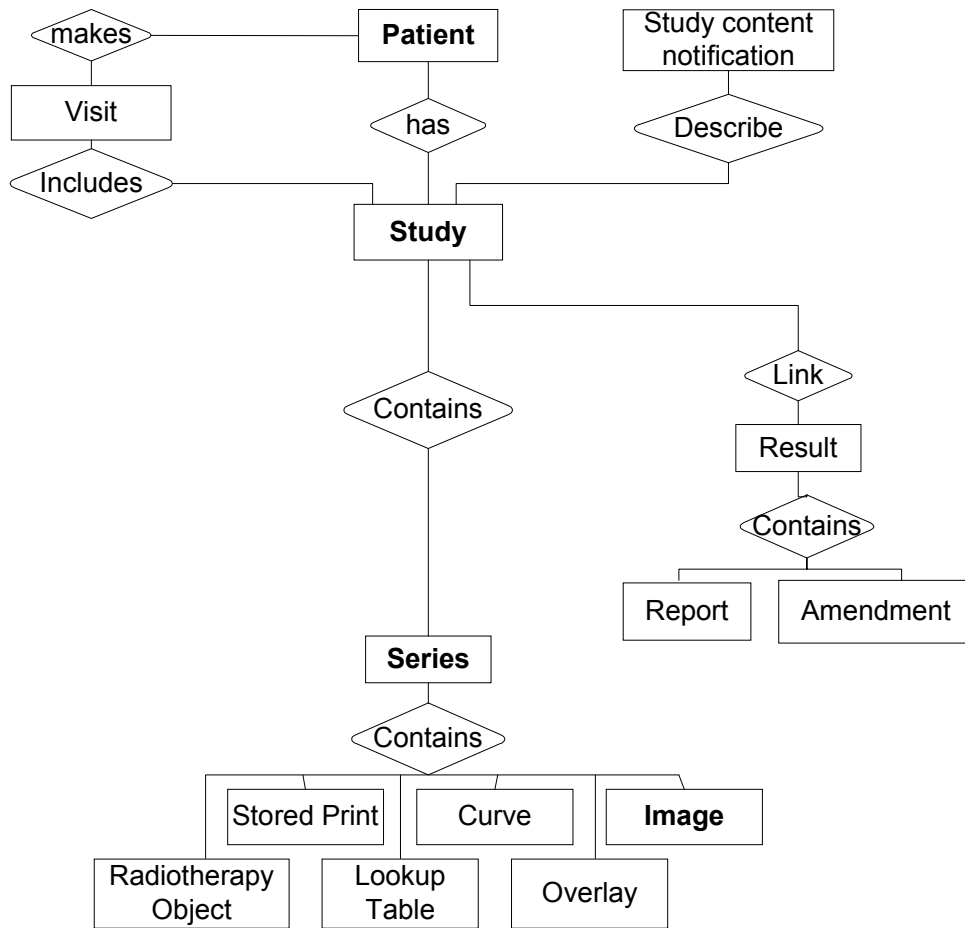 makes
Patient
Study content
notification
Visit
has
Describe
Includes
Study
Contains
Link
Result
Contains
Report
Amendment
Series
Contains
Stored Print
Curve
Image
Radiotherapy
Object
Lookup
Table
Overlay